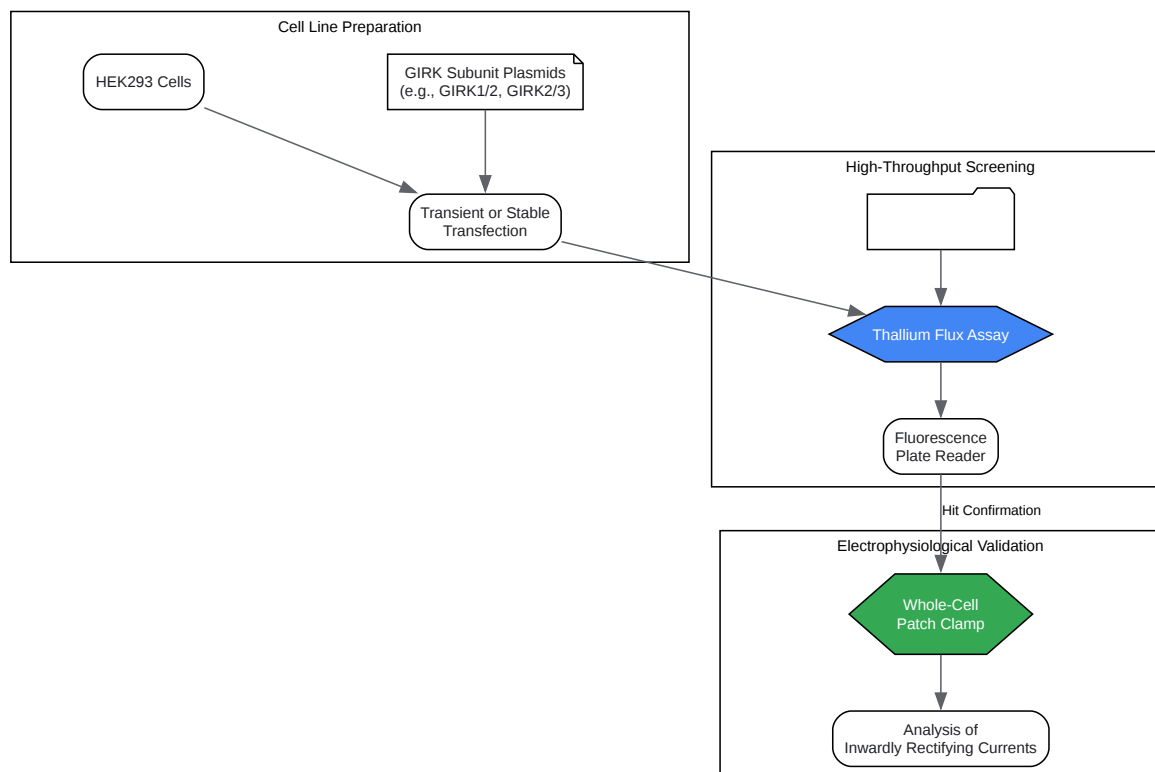 Cell Line Preparation
HEK293 Cells
GIRK Subunit Plasmids
(e.g., GIRK1/2, GIRK2/3)
Transient or Stable
Transfection
High-Throughput Screening
Thallium Flux Assay
Fluorescence
Plate Reader
Hit Confirmation
Electrophysiological Validation
Whole-Cell
Patch Clamp
Analysis of
Inwardly Rectifying Currents